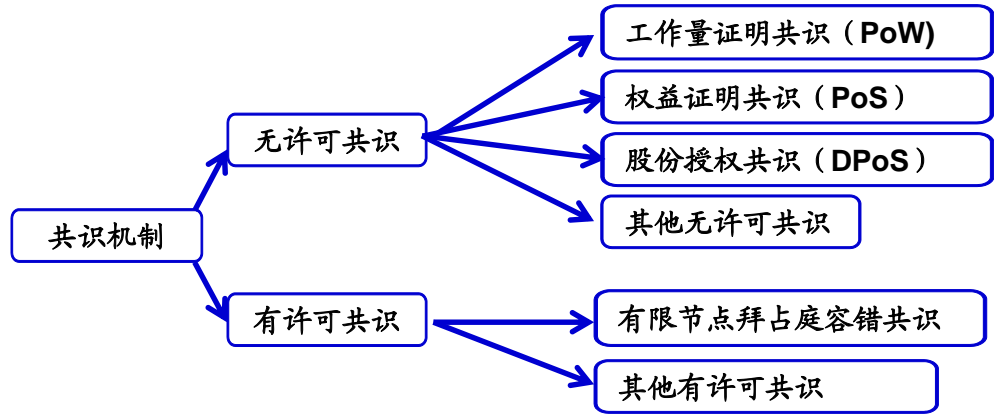 共识机制
无许可共识
工作量证明共识（PoW)
权益证明共识（PoS）
股份授权共识（DPoS）
其他无许可共识
有许可共识
有限节点拜占庭容错共识
其他有许可共识